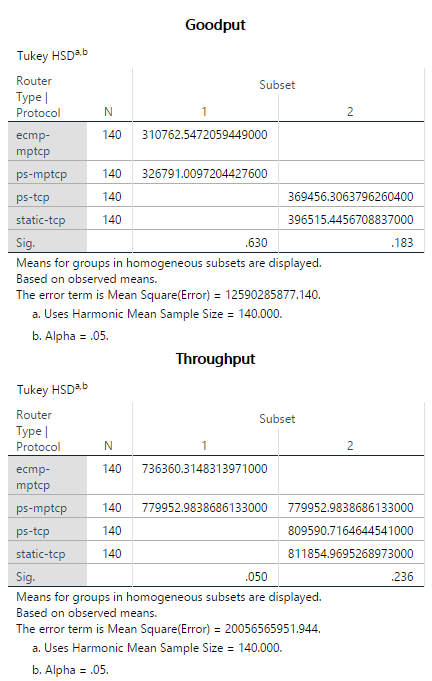 Goodput
Tukey HSDa,b
Router Type | Protocol N Subset
1 2
ecmp-mptcp 140 310762.5472059449000
ps-mptcp 140 326791.0097204427600
ps-tcp 140 369456.3063796260400
static-tcp 140 396515.4456708837000
Sig. .630 .183
Means for groups in homogeneous subsets are displayed.
Based on observed means.
The error term is Mean Square(Error) = 12590285877.140.
a. Uses Harmonic Mean Sample Size = 140.000.
b. Alpha = .05.
Throughput
Tukey HSDa,b
Router Type | Protocol N Subset
1 2
ecmp-mptcp 140 736360.3148313971000
ps-mptcp 140 779952.9838686133000 779952.9838686133000
ps-tcp 140 809590.7164644541000
static-tcp 140 811854.9695268973000
Sig. .050 .236
Means for groups in homogeneous subsets are displayed.
Based on observed means.
The error term is Mean Square(Error) = 20056565951.944.
a. Uses Harmonic Mean Sample Size = 140.000.
b. Alpha = .05.